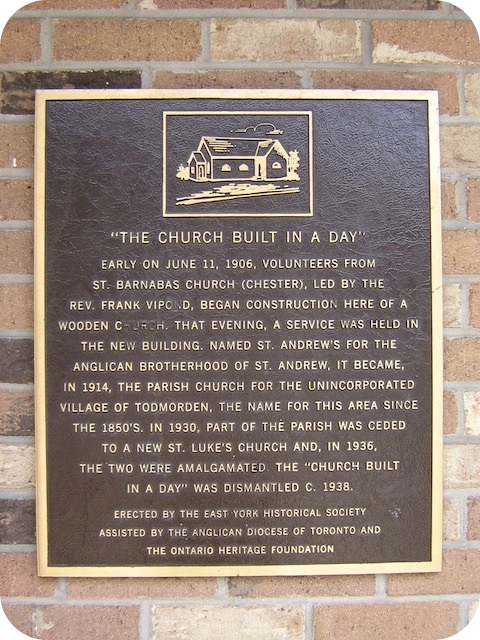 "THE CHURCH BUILT IN A DAY"
EARLY ON JUNE 11, 1906, VOLUNTEERS FROM
ST. BARNABAS CHURCH (CHESTER), LED BY THE
REV. FRANK VIPOND, BEGAN CONSTRUCTION HERE OF A
WOODEN CHURCH. THAT EVENING, A SERVICE WAS HELD IN
THE NEW BUILDING. NAMED ST. ANDREW'S FOR THE
ANGLICAN BROTHERHOOD OF ST. ANDREW, IT BECAME,
IN 1914, THE PARISH CHURCH FOR THE UNINCORPORATED
VILLAGE OF TODMORDEN, THE NAME FOR THIS AREA SINCE
THE 1850'S. IN 1930, PART OF THE PARISH WAS CEDED
TO A NEW ST. LUKE'S CHURCH AND, IN 1936,
THE TWO WERE AMALGAMATED. THE "CHURCH BUILT
IN A DAY" WAS DISMANTLED C. 1938.
ERECTED BY THE EAST YORK HISTORICAL SOCIETY
ASSISTED BY THE ANGLICAN DIOCESE OF TORONTO AND
THE ONTARIO HERITAGE FOUNDATION